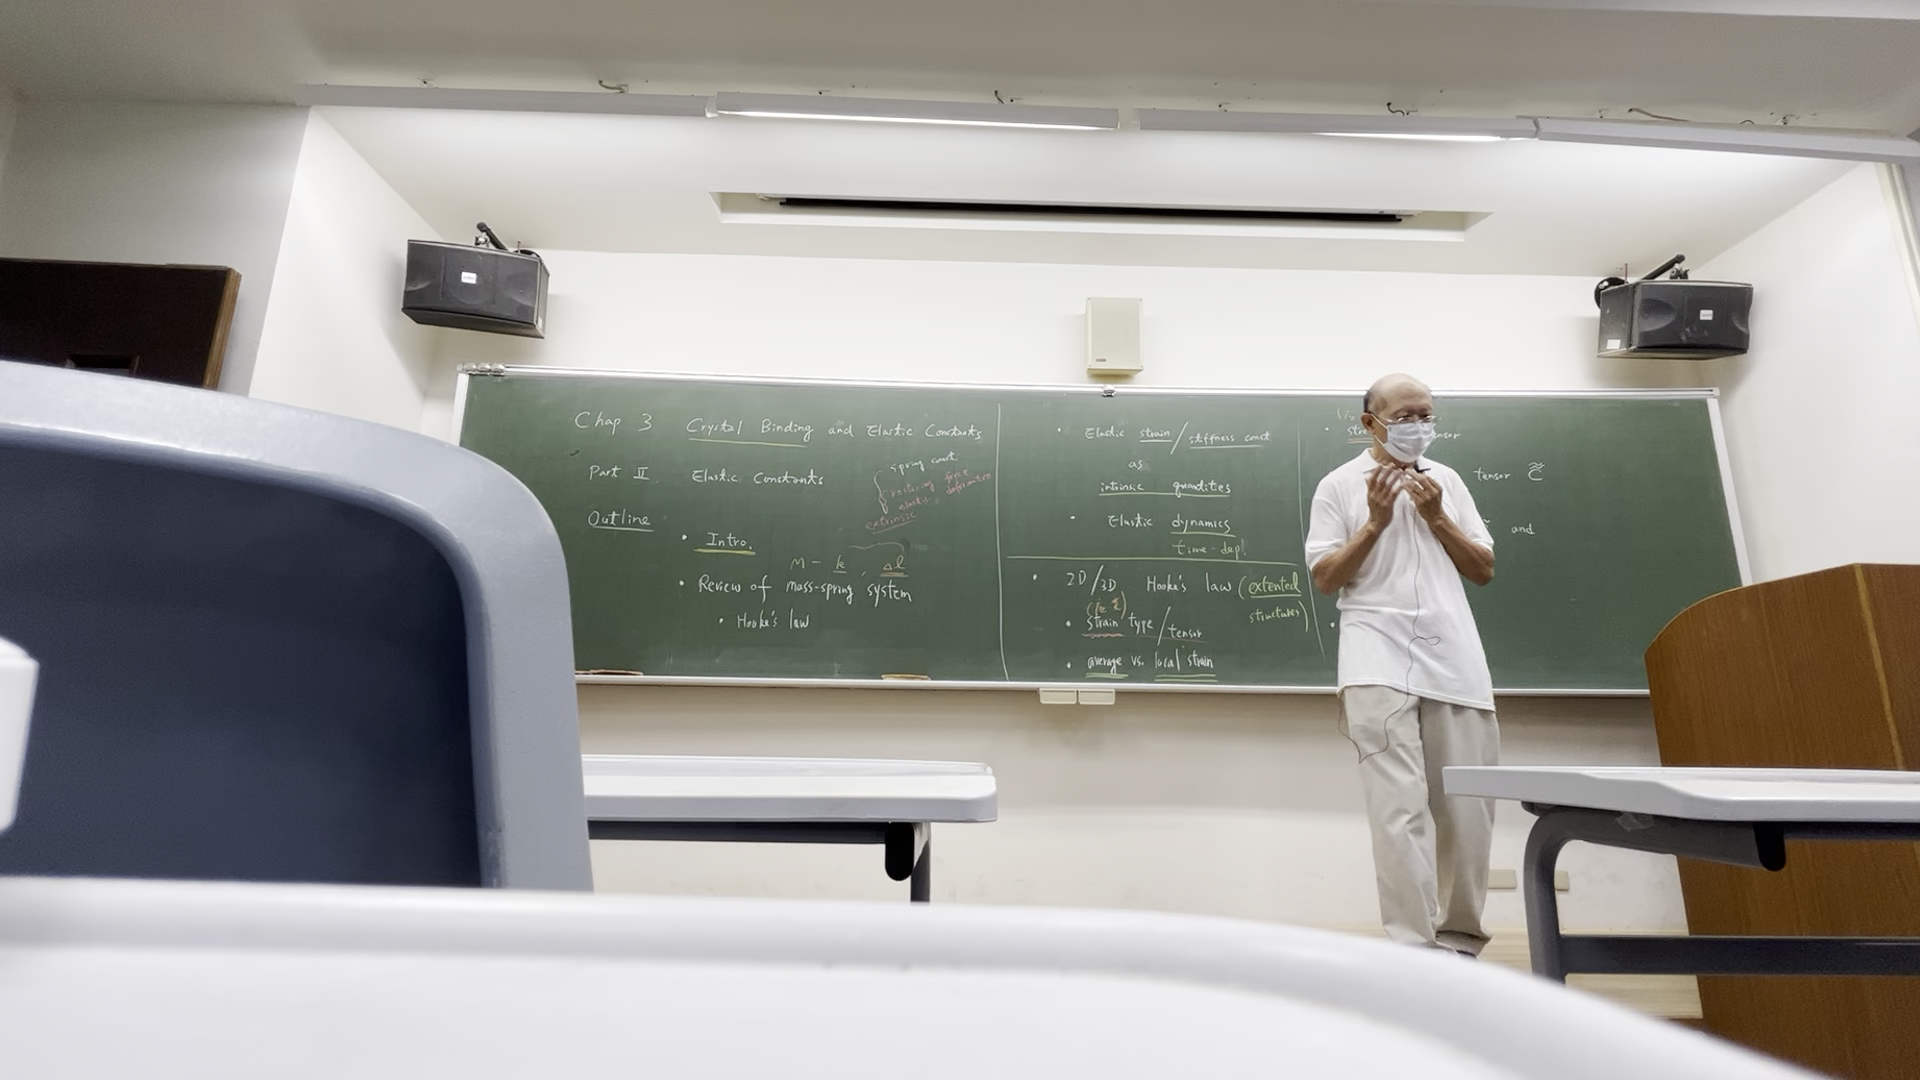 Chap 3 Crystal Binding and Elastic Constants
Part II. Elastic Constants
spring const
restoring force
elastic deformation
extrinsic
Outline
• Intro.
M - k, Δl
• Review of mass-spring system
• Hooke's law
• Elastic strain / stiffness const
as
intrinsic quantities
• Elastic dynamics
time-dep!
• 2D/3D Hooke's law (extented
structures)
• strain type / tensor
• average vs. local strain
•
tensor C̃̃
and